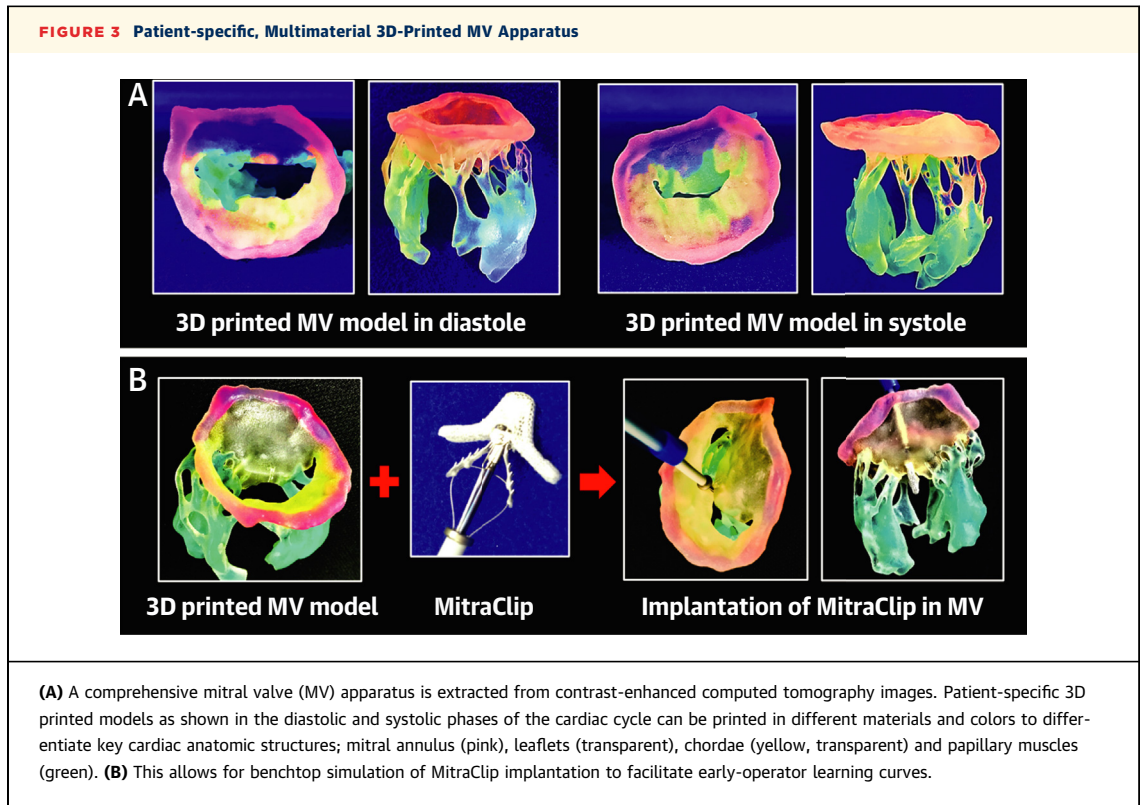 FIGURE 3 Patient-specific, Multimaterial 3D-Printed MV Apparatus
A
3D printed MV model in diastole
3D printed MV model in systole
B
3D printed MV model
MitraClip
Implantation of MitraClip in MV
(A) A comprehensive mitral valve (MV) apparatus is extracted from contrast-enhanced computed tomography images. Patient-specific 3D
printed models as shown in the diastolic and systolic phases of the cardiac cycle can be printed in different materials and colors to differ-
entiate key cardiac anatomic structures; mitral annulus (pink), leaflets (transparent), chordae (yellow, transparent) and papillary muscles
(green). (B) This allows for benchtop simulation of MitraClip implantation to facilitate early-operator learning curves.